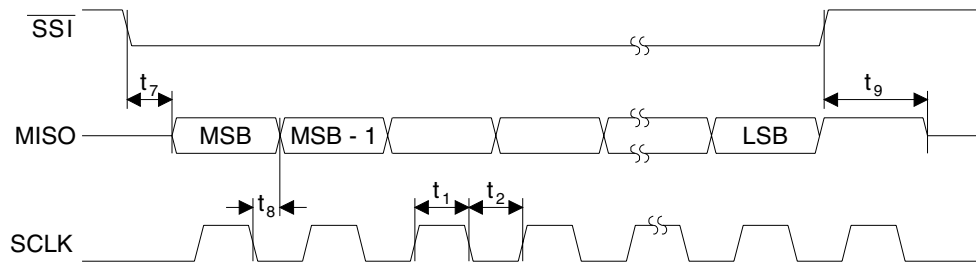 SSI
t7
t9
MISO
MSB
MSB - 1
LSB
t8
t1
t2
SCLK